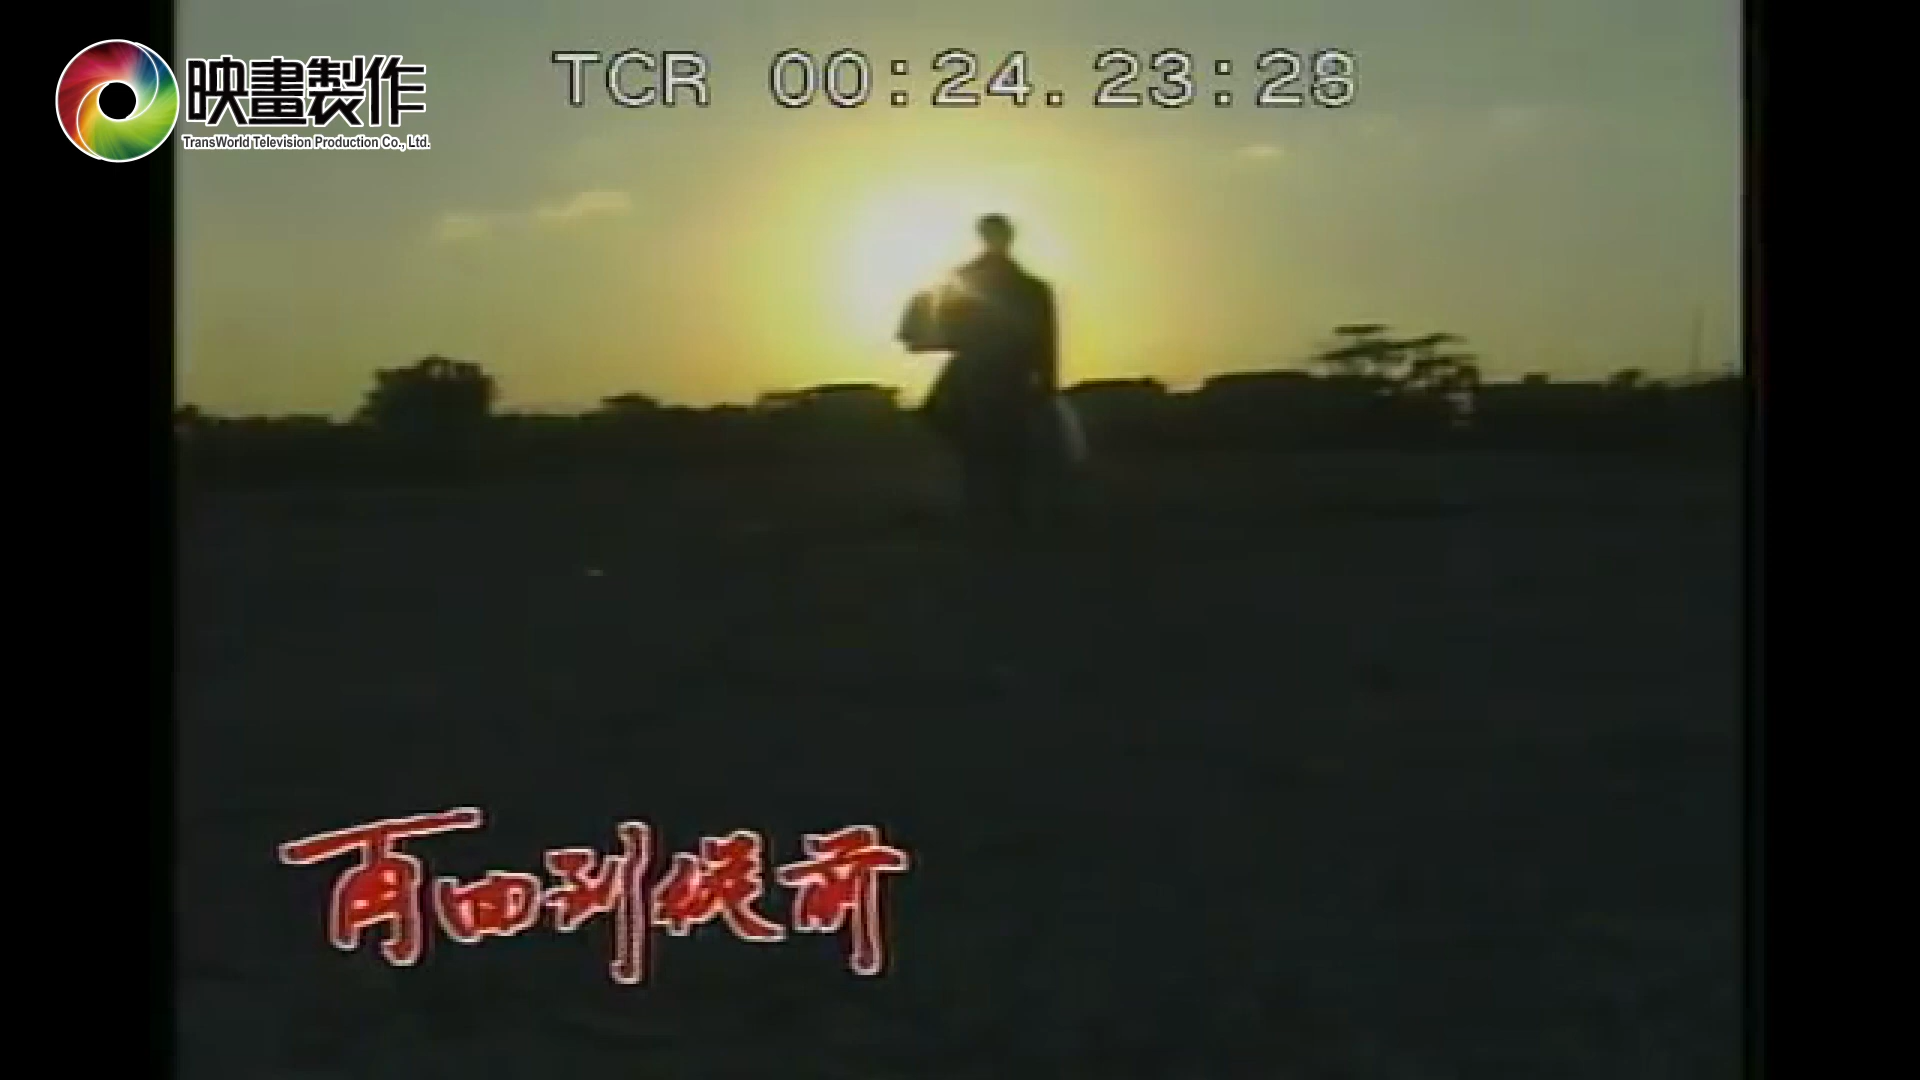 映畫製作
TransWorld Television Production Co., Ltd.
TCR 00:24.23:28
再回到從前